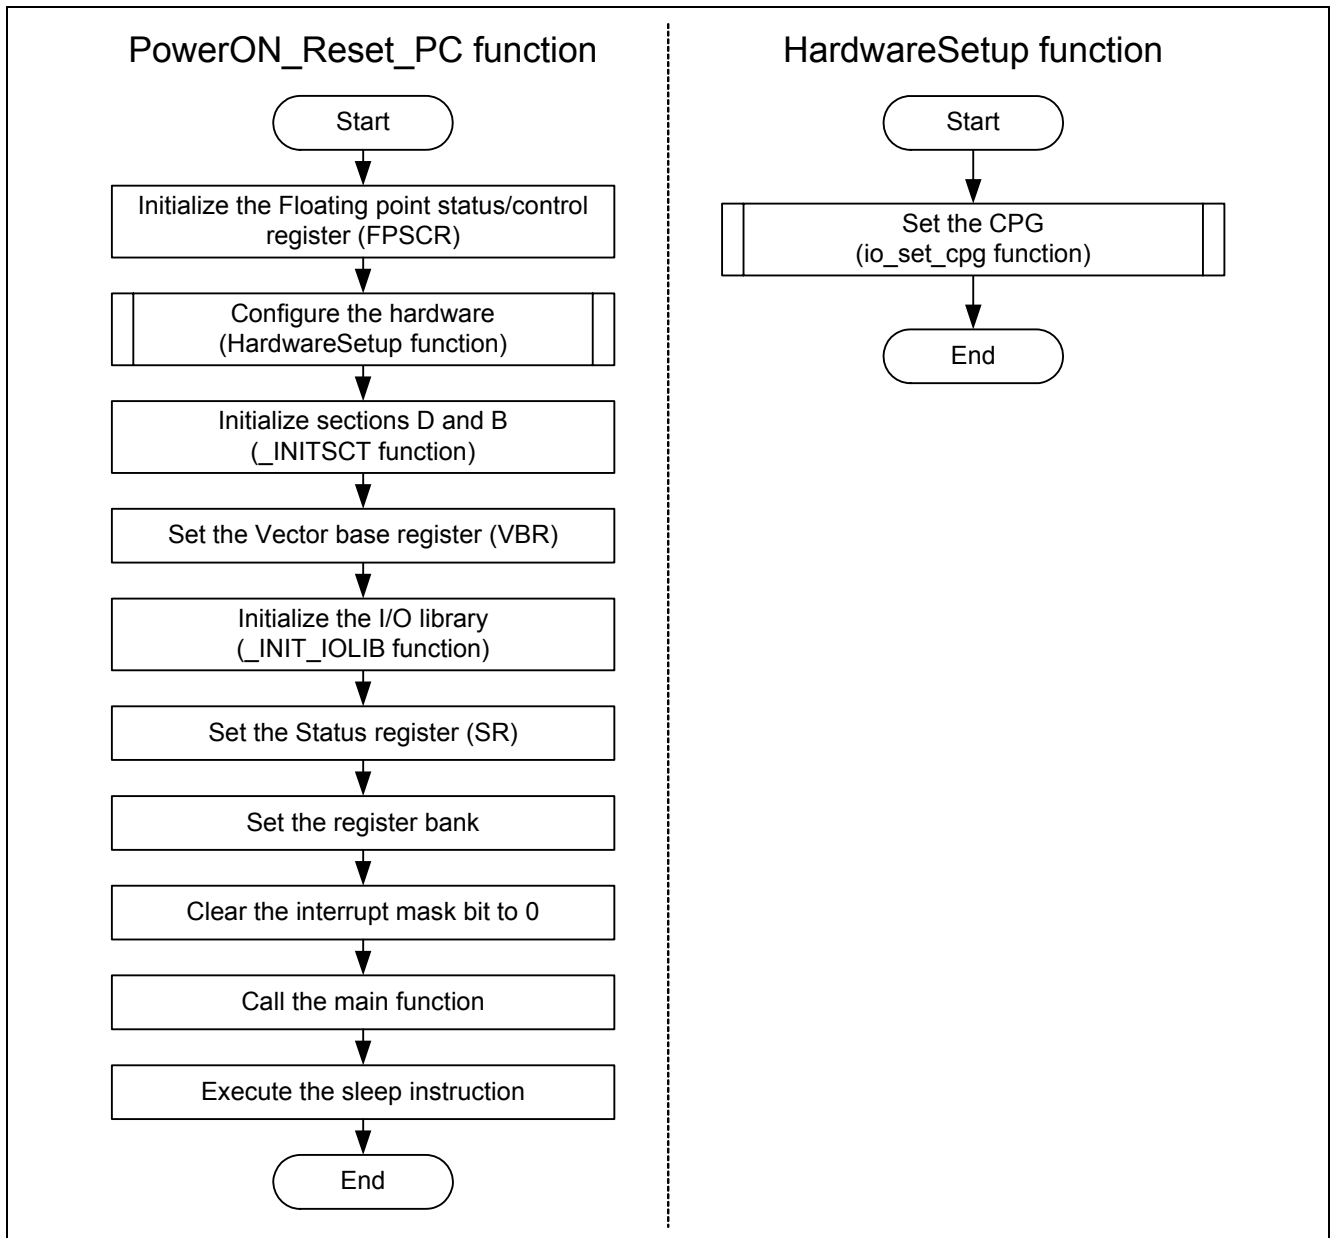 PowerON_Reset_PC function
Start
Initialize the Floating point status/control
register (FPSCR)
Configure the hardware
(HardwareSetup function)
Initialize sections D and B
(_INITSCT function)
Set the Vector base register (VBR)
Initialize the I/O library
(_INIT_IOLIB function)
Set the Status register (SR)
Set the register bank
Clear the interrupt mask bit to 0
Call the main function
Execute the sleep instruction
End
HardwareSetup function
Start
Set the CPG
(io_set_cpg function)
End